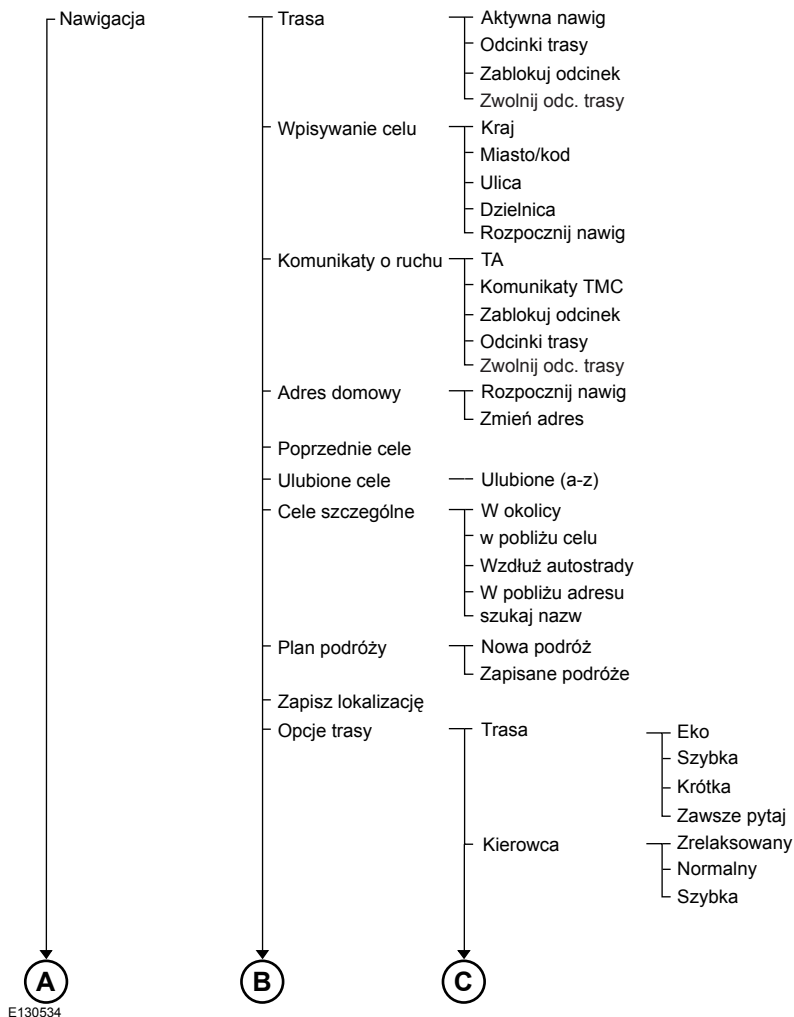 Nawigacja
Trasa
Aktywna nawig
Odcinki trasy
Zablokuj odcinek
Zwolnij odc. trasy
Wpisywanie celu
Kraj
Miasto/kod
Ulica
Dzielnica
Rozpocznij nawig
Komunikaty o ruchu
TA
Komunikaty TMC
Zablokuj odcinek
Odcinki trasy
Zwolnij odc. trasy
Adres domowy
Rozpocznij nawig
Zmień adres
Poprzednie cele
Ulubione cele
Ulubione (a-z)
Cele szczególne
W okolicy
w pobliżu celu
Wzdłuż autostrady
W pobliżu adresu
szukaj nazw
Plan podróży
Nowa podróż
Zapisane podróże
Zapisz lokalizację
Opcje trasy
Trasa
Eko
Szybka
Krótka
Zawsze pytaj
Kierowca
Zrelaksowany
Normalny
Szybka
A
B
C
E130534